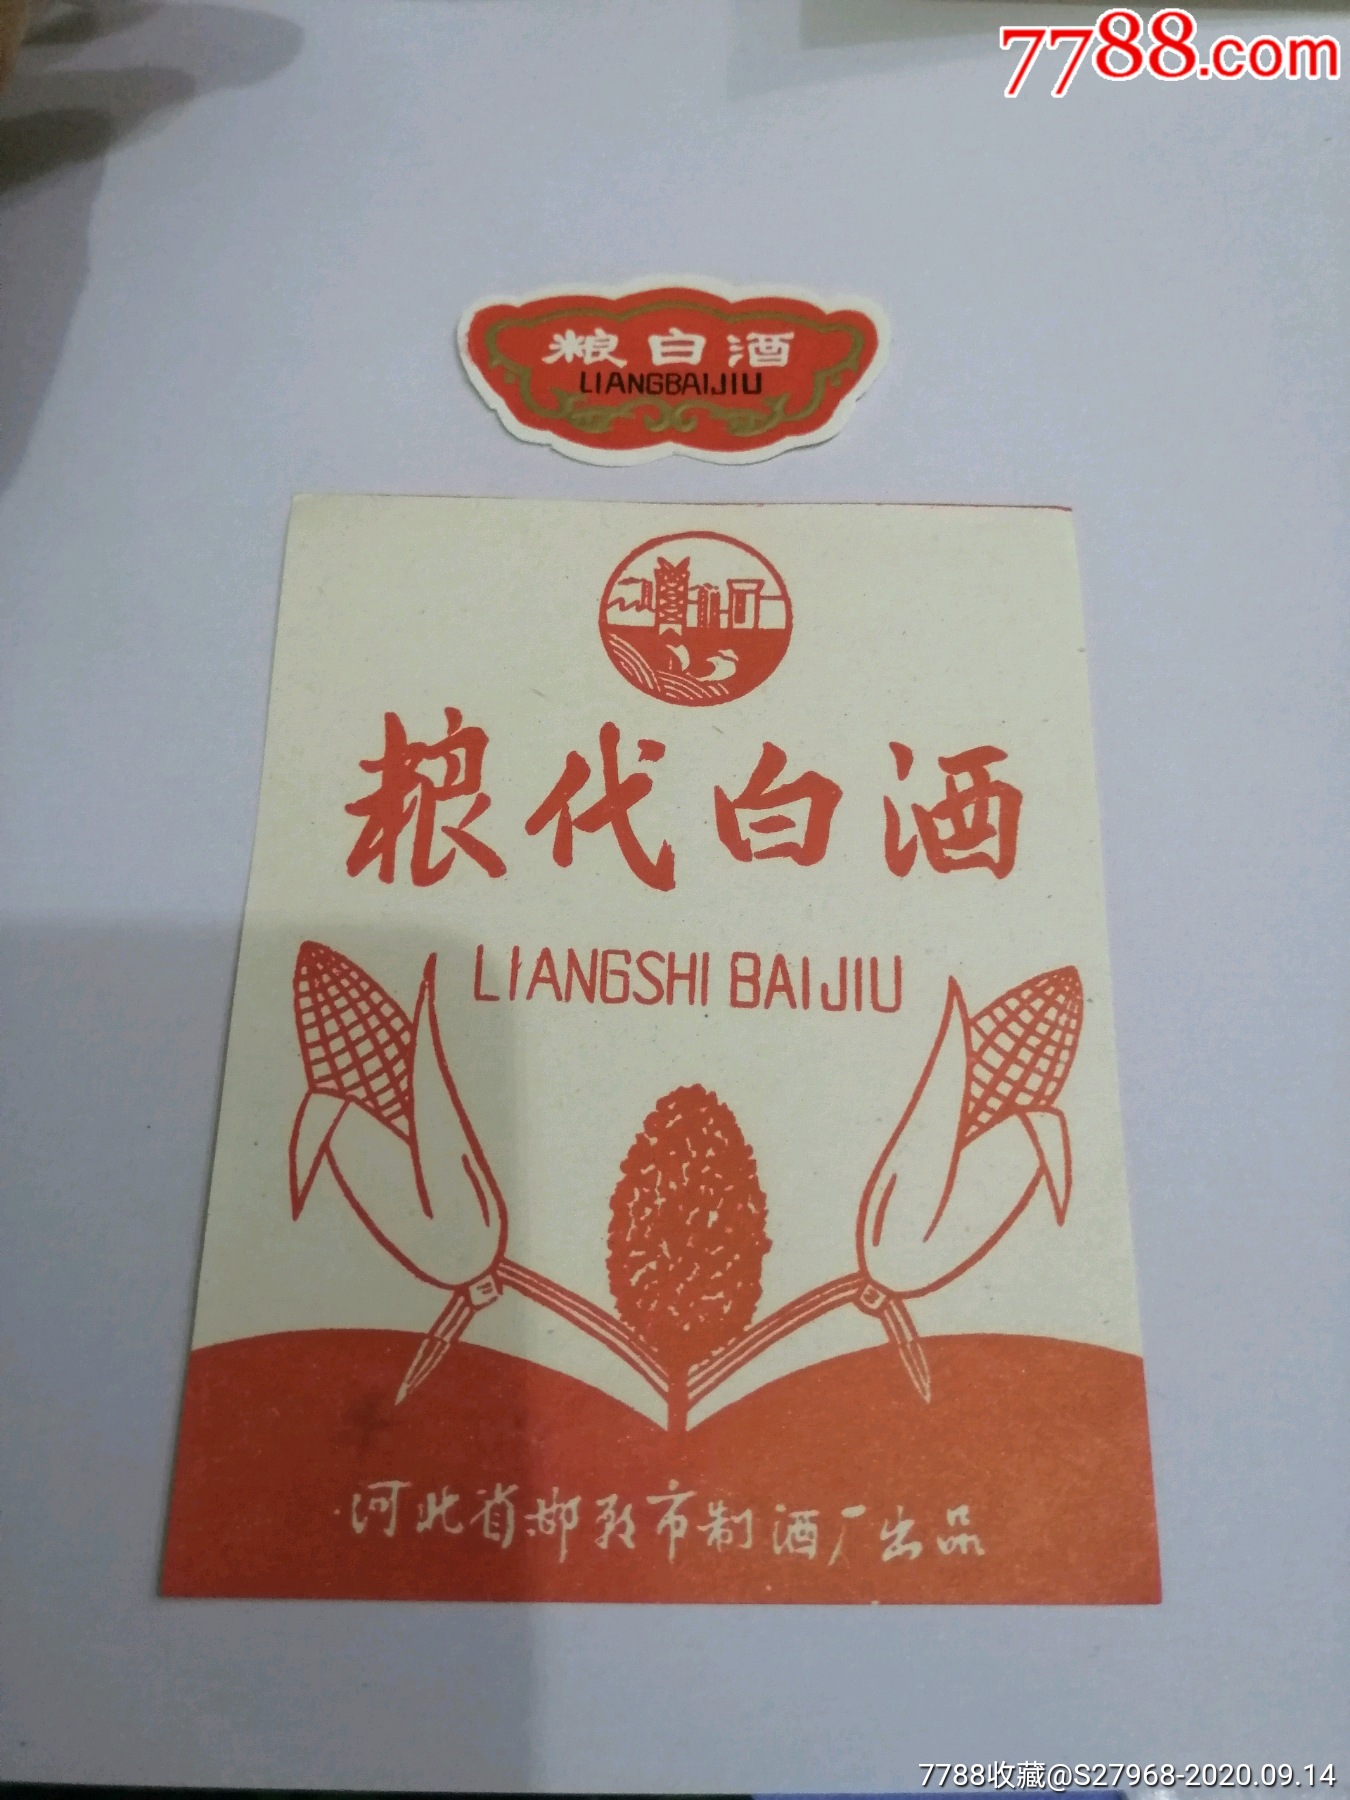 7788.com
粮白酒
LIANGBAIJIU
粮代白酒
LIANGSHI BAIJIU
河北省邯郸市制酒厂出品
7788收藏@S27968-2020.09.14